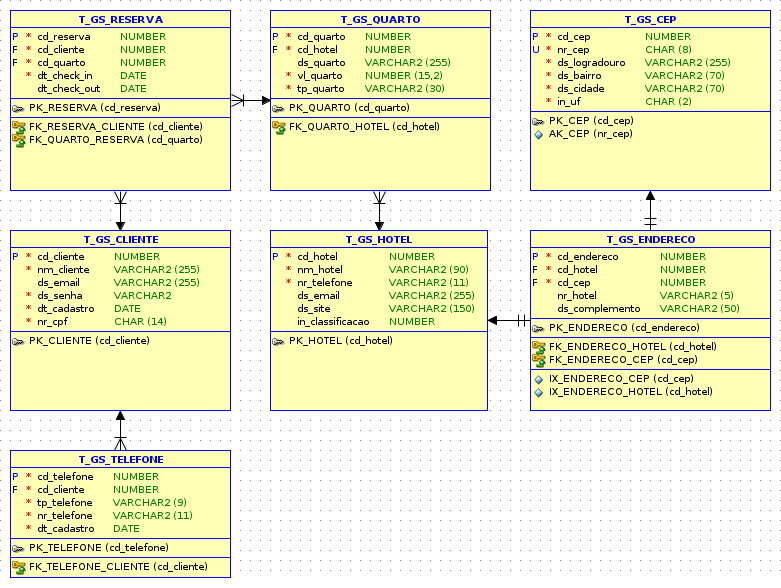 T_GS_RESERVA
P * cd_reserva NUMBER
F * cd_cliente NUMBER
F * cd_quarto NUMBER
* dt_check_in DATE
dt_check_out DATE
PK_RESERVA (cd_reserva)
FK_RESERVA_CLIENTE (cd_cliente)
FK_QUARTO_RESERVA (cd_quarto)
T_GS_QUARTO
P * cd_quarto NUMBER
F * cd_hotel NUMBER
ds_quarto VARCHAR2 (255)
* vl_quarto NUMBER (15,2)
* tp_quarto VARCHAR2 (30)
PK_QUARTO (cd_quarto)
FK_QUARTO_HOTEL (cd_hotel)
T_GS_CEP
P * cd_cep NUMBER
U * nr_cep CHAR (8)
* ds_logradouro VARCHAR2 (255)
* ds_bairro VARCHAR2 (70)
* ds_cidade VARCHAR2 (70)
* in_uf CHAR (2)
PK_CEP (cd_cep)
AK_CEP (nr_cep)
T_GS_CLIENTE
P * cd_cliente NUMBER
* nm_cliente VARCHAR2 (255)
ds_email VARCHAR2 (255)
* ds_senha VARCHAR2
* dt_cadastro DATE
* nr_cpf CHAR (14)
PK_CLIENTE (cd_cliente)
T_GS_HOTEL
P * cd_hotel NUMBER
* nm_hotel VARCHAR2 (90)
* nr_telefone VARCHAR2 (11)
ds_email VARCHAR2 (255)
ds_site VARCHAR2 (150)
in_classificacao NUMBER
PK_HOTEL (cd_hotel)
T_GS_ENDERECO
P * cd_endereco NUMBER
F * cd_hotel NUMBER
F * cd_cep NUMBER
nr_hotel VARCHAR2 (5)
ds_complemento VARCHAR2 (50)
PK_ENDERECO (cd_endereco)
FK_ENDERECO_HOTEL (cd_hotel)
FK_ENDERECO_CEP (cd_cep)
IX_ENDERECO_CEP (cd_cep)
IX_ENDERECO_HOTEL (cd_hotel)
T_GS_TELEFONE
P * cd_telefone NUMBER
F * cd_cliente NUMBER
* tp_telefone VARCHAR2 (9)
* nr_telefone VARCHAR2 (11)
* dt_cadastro DATE
PK_TELEFONE (cd_telefone)
FK_TELEFONE_CLIENTE (cd_cliente)